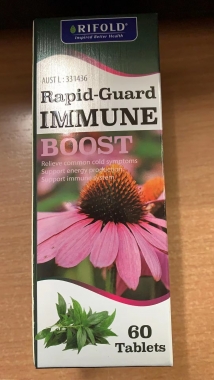 RIFOLD®
Inspired Better Health
AUST L : 331436
Rapid-Guard
IMMUNE
BOOST
Relieve common cold symptoms
Support energy production
Support immune system
60
Tablets